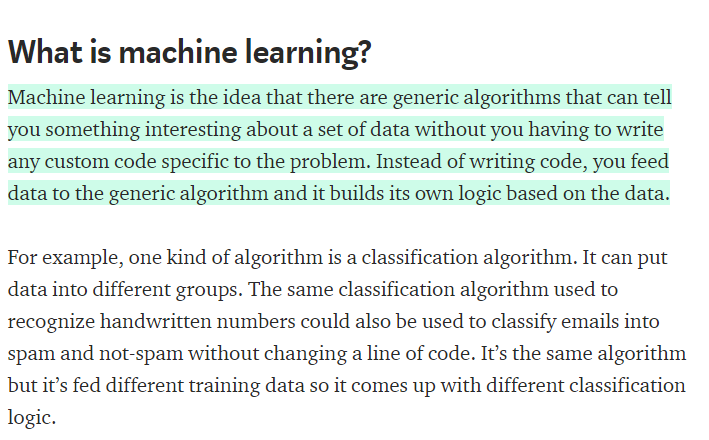 What is machine learning?
Machine learning is the idea that there are generic algorithms that can tell
you something interesting about a set of data without you having to write
any custom code specific to the problem. Instead of writing code, you feed
data to the generic algorithm and it builds its own logic based on the data.
For example, one kind of algorithm is a classification algorithm. It can put
data into different groups. The same classification algorithm used to
recognize handwritten numbers could also be used to classify emails into
spam and not-spam without changing a line of code. It’s the same algorithm
but it’s fed different training data so it comes up with different classification
logic.